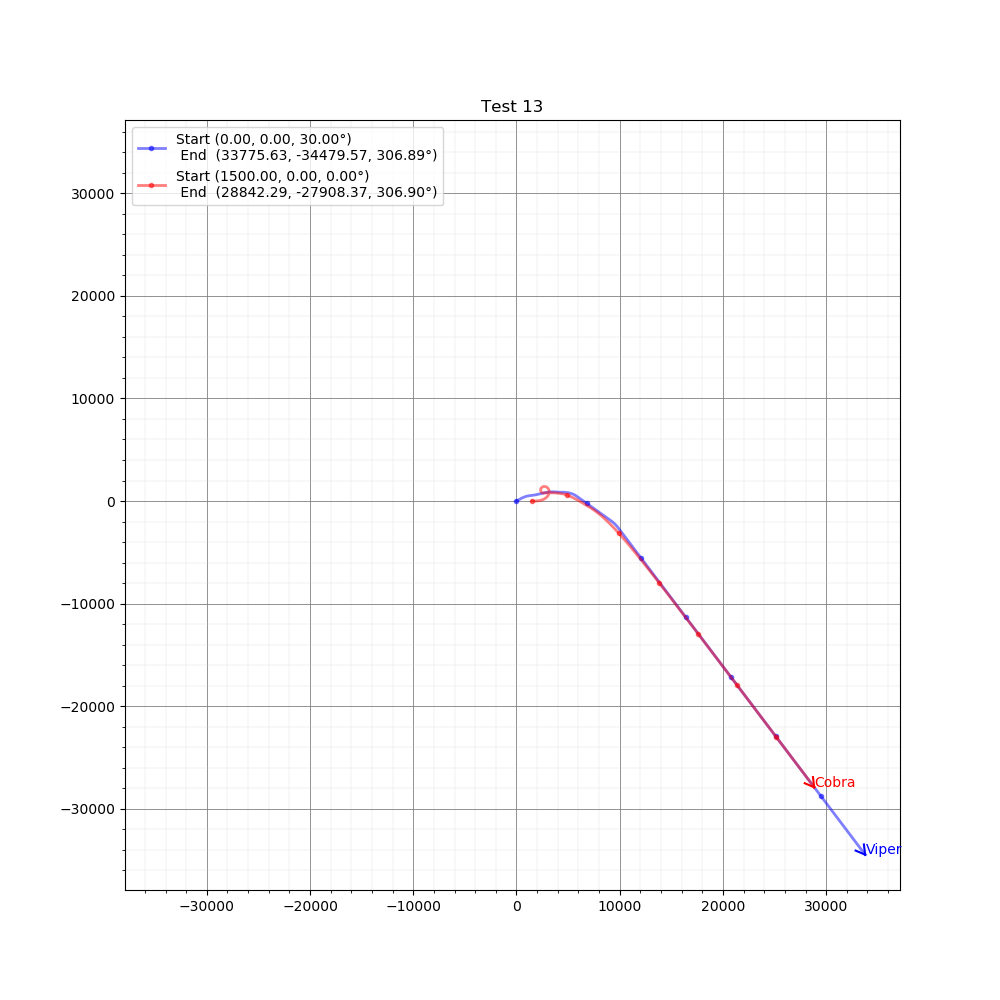 Test 13
Start (0.00, 0.00, 30.00°)
End (33775.63, -34479.57, 306.89°)
Start (1500.00, 0.00, 0.00°)
End (28842.29, -27908.37, 306.90°)
30000
20000
10000
0
−10000
−20000
−30000
Cobra
Viper
−30000 −20000 −10000 0 10000 20000 30000